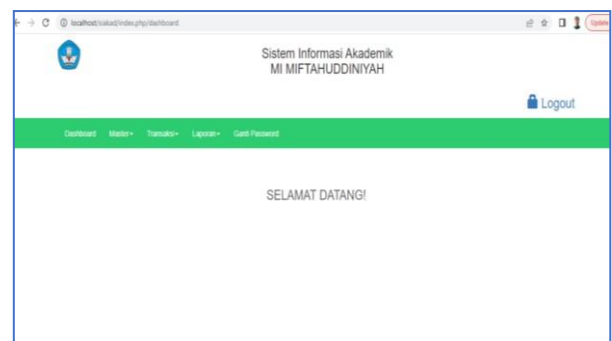 localhost/siakad/index.php/dashboard
Update
Sistem Informasi Akademik
MI MIFTAHUDDINIYAH
Logout
Dashboard Master Transaksi Laporan Ganti Password
SELAMAT DATANG!